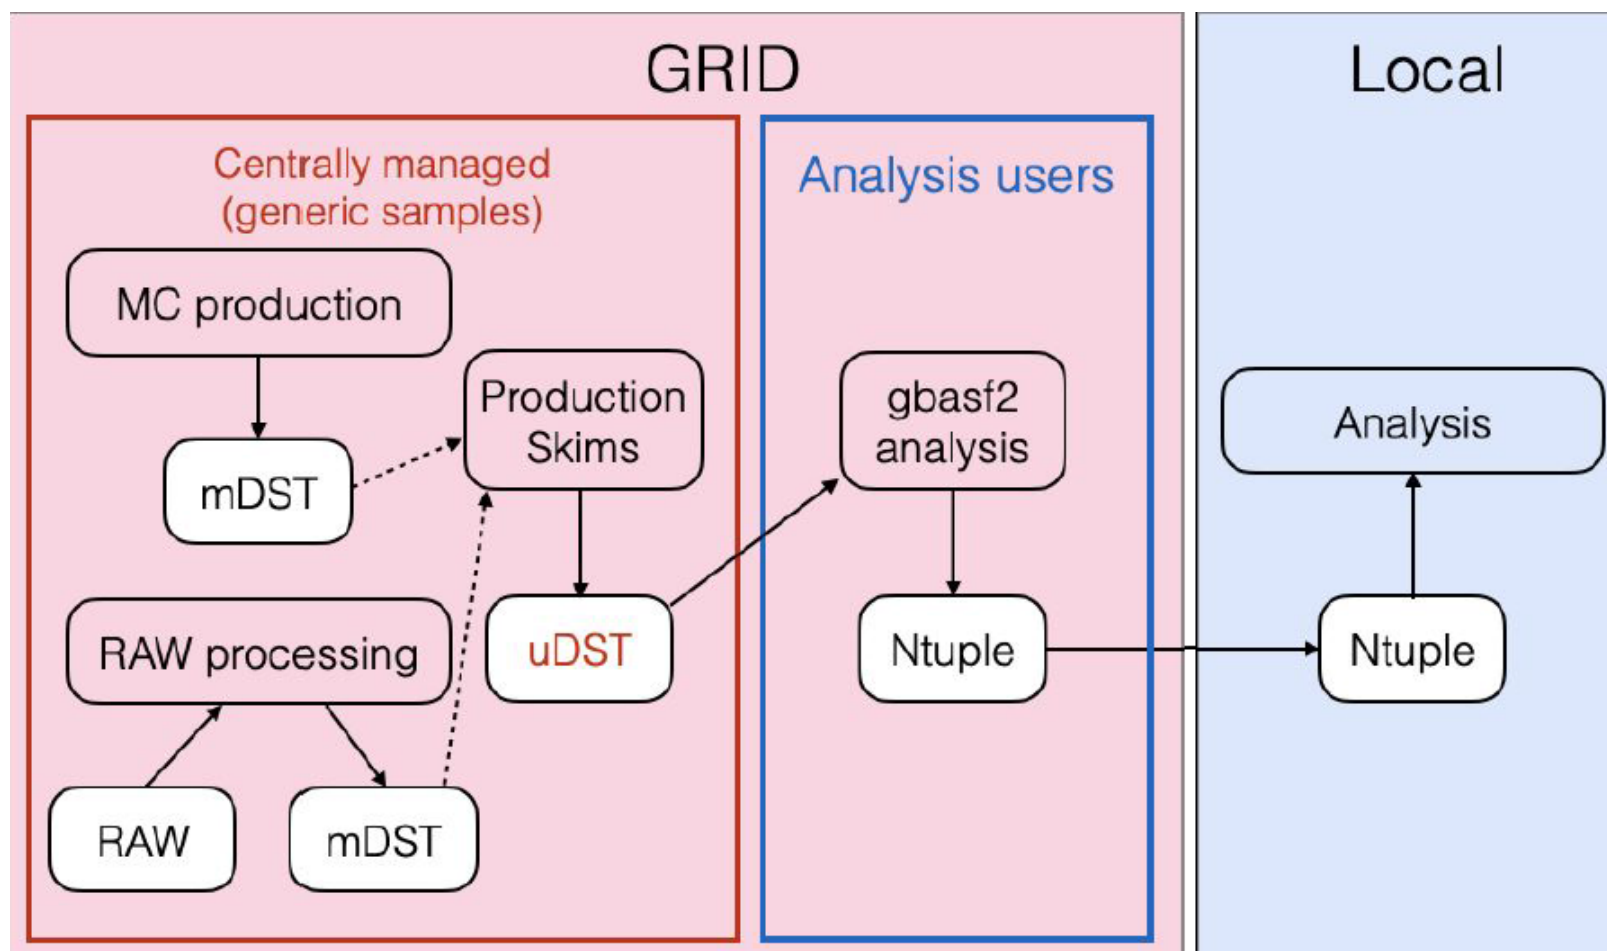 GRID
Local
Centrally managed
(generic samples)
Analysis users
MC production
Production
Skims
mDST
gbasf2
analysis
Analysis
RAW processing
uDST
Ntuple
Ntuple
RAW
mDST